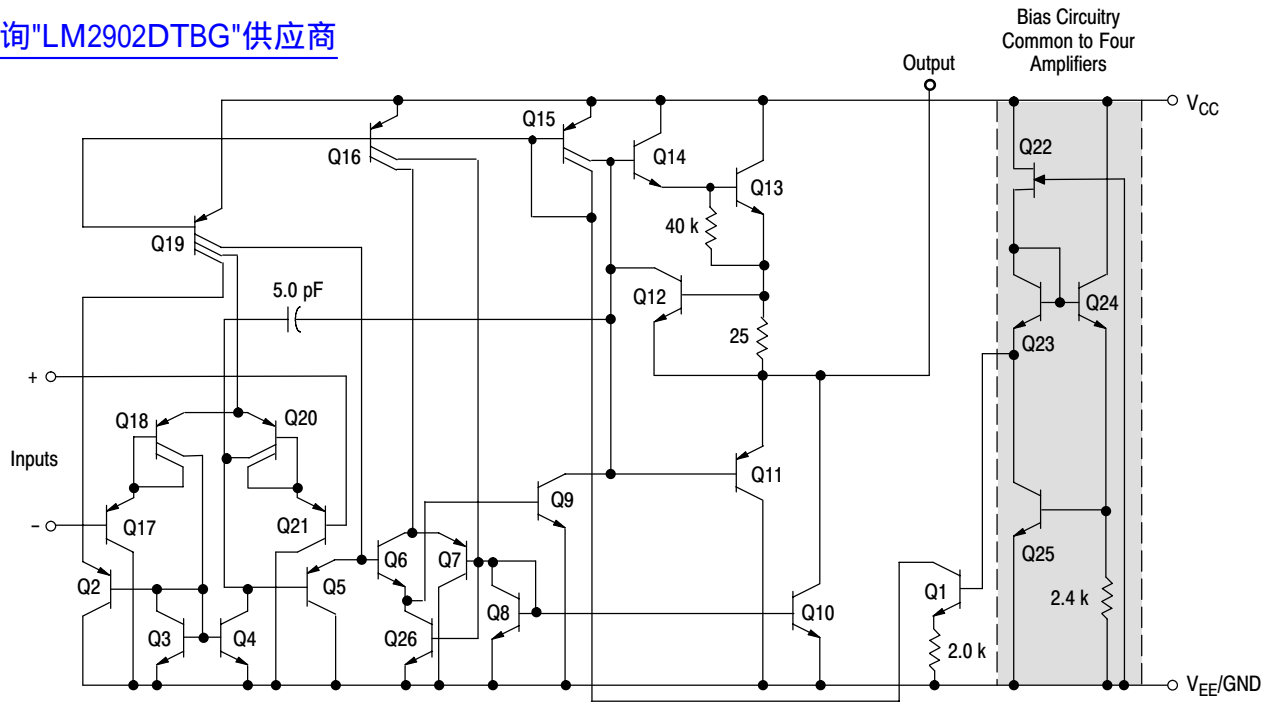 询"LM2902DTBG"供应商
Bias Circuitry
Common to Four
Amplifiers
Output
V_CC
Q15
Q22
Q16
Q14
Q13
Q19
40 k
5.0 pF
Q12
Q24
25
Q23
+
Q18
Q20
Inputs
Q11
Q9
−
Q17
Q21
Q25
Q2
Q5
Q6
Q7
Q1
2.4 k
Q3
Q4
Q26
Q8
Q10
2.0 k
V_EE/GND